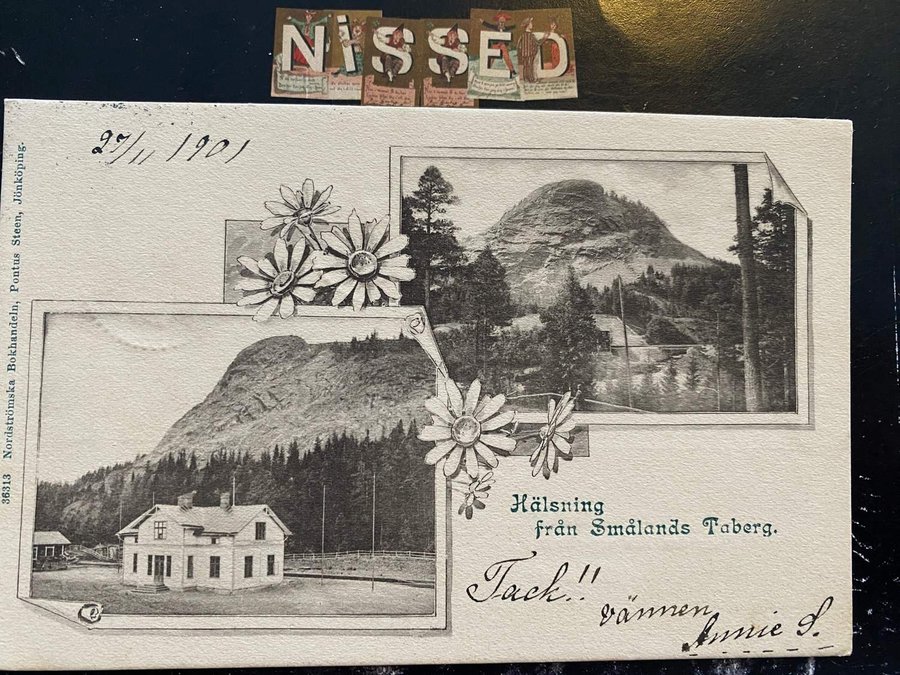 NiSSED
27/11 1901
36313 Nordströmska Bokhandeln, Pontus Steen, Jönköping.
Hälsning
från Smålands Taberg.
Tack!!
vännen
Annie S.